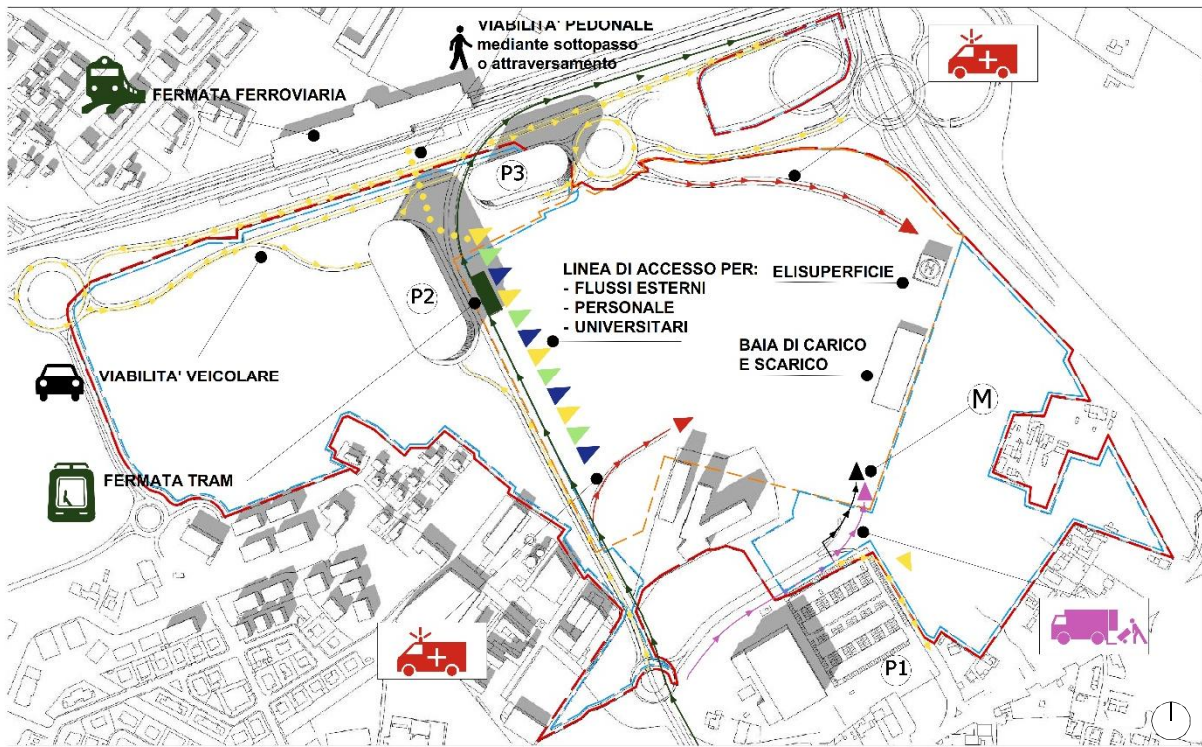 VIABILITA' PEDONALE
mediante sottopasso
o attraversamento
FERMATA FERROVIARIA
P3
LINEA DI ACCESSO PER:
- FLUSSI ESTERNI
- PERSONALE
- UNIVERSITARI
ELISUPERFICIE
H
P2
BAIA DI CARICO
E SCARICO
VIABILITA' VEICOLARE
M
FERMATA TRAM
P1